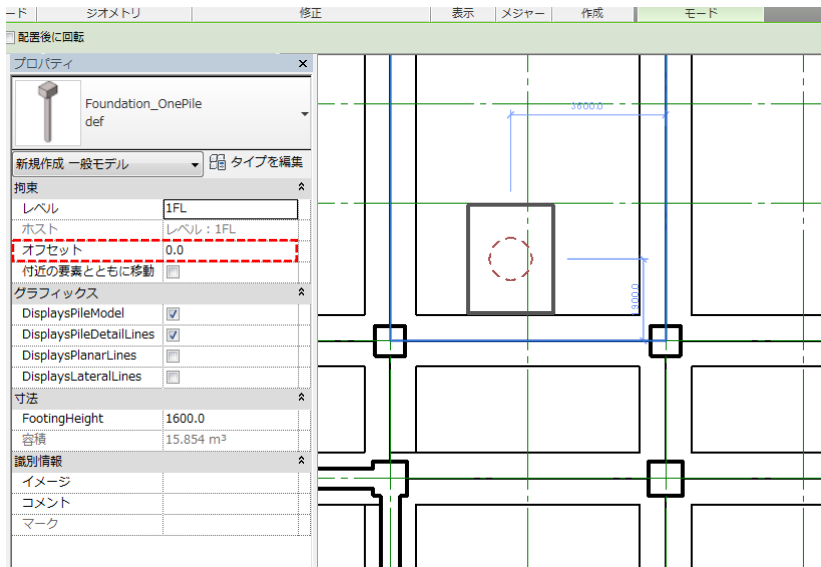 ード ジオメトリ 修正 表示 メジャー 作成 モード
配置後に回転
プロパティ ×
Foundation_OnePile
def
新規作成 一般モデル タイプを編集
拘束
レベル 1FL
ホスト レベル : 1FL
オフセット 0.0
付近の要素とともに移動
グラフィックス
DisplaysPileModel
DisplaysPileDetailLines
DisplaysPlanarLines
DisplaysLateralLines
寸法
FootingHeight 1600.0
容積 15.854 m³
識別情報
イメージ
コメント
マーク
3600.0